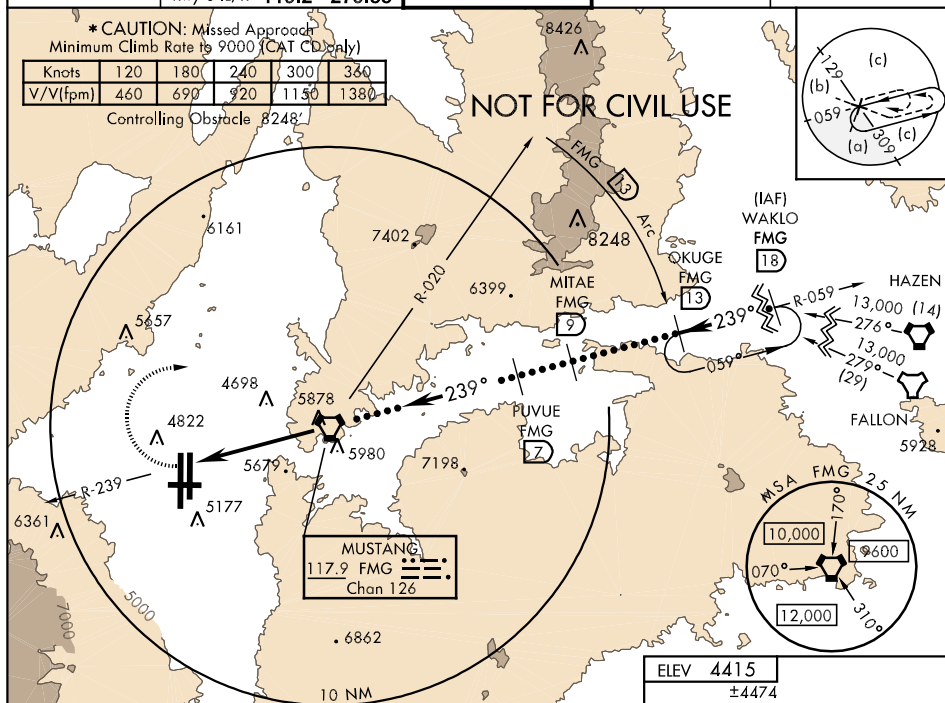 * CAUTION: Missed Approach
Minimum Climb Rate to 9000 (CAT CD only)
Knots 120 180 240 300 360
V/V(fpm) 460 690 920 1150 1380
Controlling Obstacle 8248'
NOT FOR CIVIL USE
8426
129
(c)
(b)
059
(a)
(c)
309
FMG 13 Arc
8248
6161
7402
R-020
6399
MITAE
FMG
9
OKUGE
FMG
13
(IAF)
WAKLO
FMG
18
R-059
HAZEN
13,000 (14)
276°
13,000
279°
(29)
FALLON
5928
239°
059°
239°
5657
4698
5878
4822
5980
5679
PUVUE
FMG
7
7198
R-239
5177
6361
MUSTANG
117.9 FMG
Chan 126
5000
7000
6862
10 NM
MSA FMG 25 NM
170°
10,000
9600
070°
12,000
310°
ELEV 4415
±4474